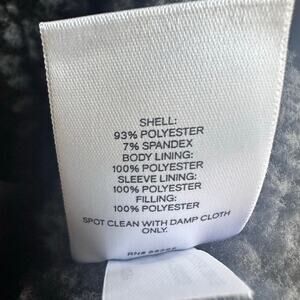 SHELL:
93% POLYESTER
7% SPANDEX
BODY LINING:
100% POLYESTER
SLEEVE LINING:
100% POLYESTER
FILLING:
100% POLYESTER
SPOT CLEAN WITH DAMP CLOTH
ONLY.